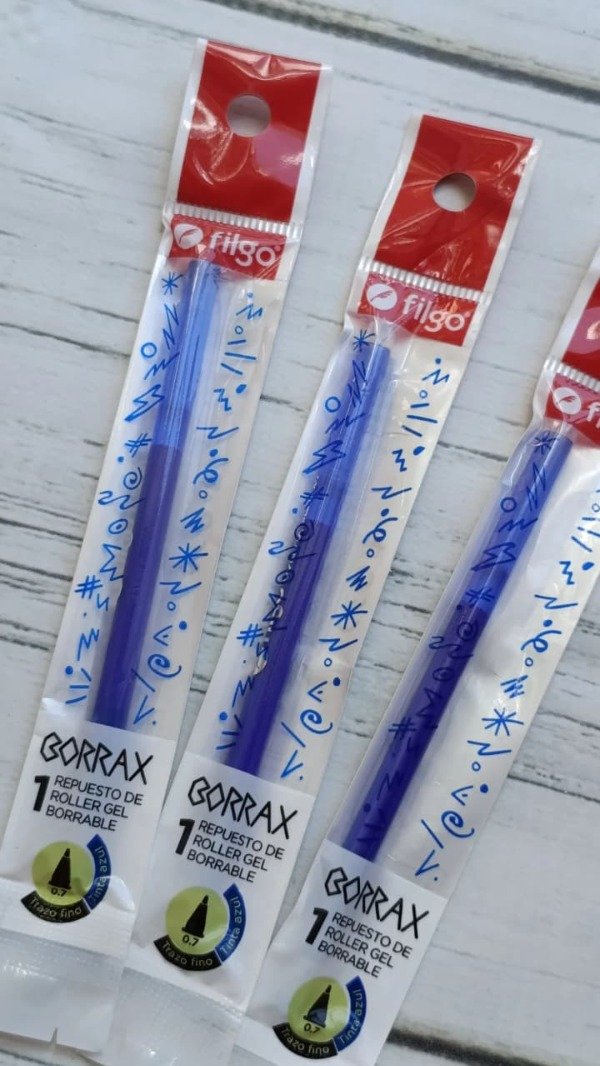 filgo
BORRAX
1 REPUESTO DE
ROLLER GEL
BORRABLE
0.7
Trazo fino
Tinta azul
filgo
BORRAX
1 REPUESTO DE
ROLLER GEL
BORRABLE
0.7
Trazo fino
Tinta azul
fi
BORRAX
1 REPUESTO DE
ROLLER GEL
BORRABLE
0.7
Trazo fino
Tinta azul